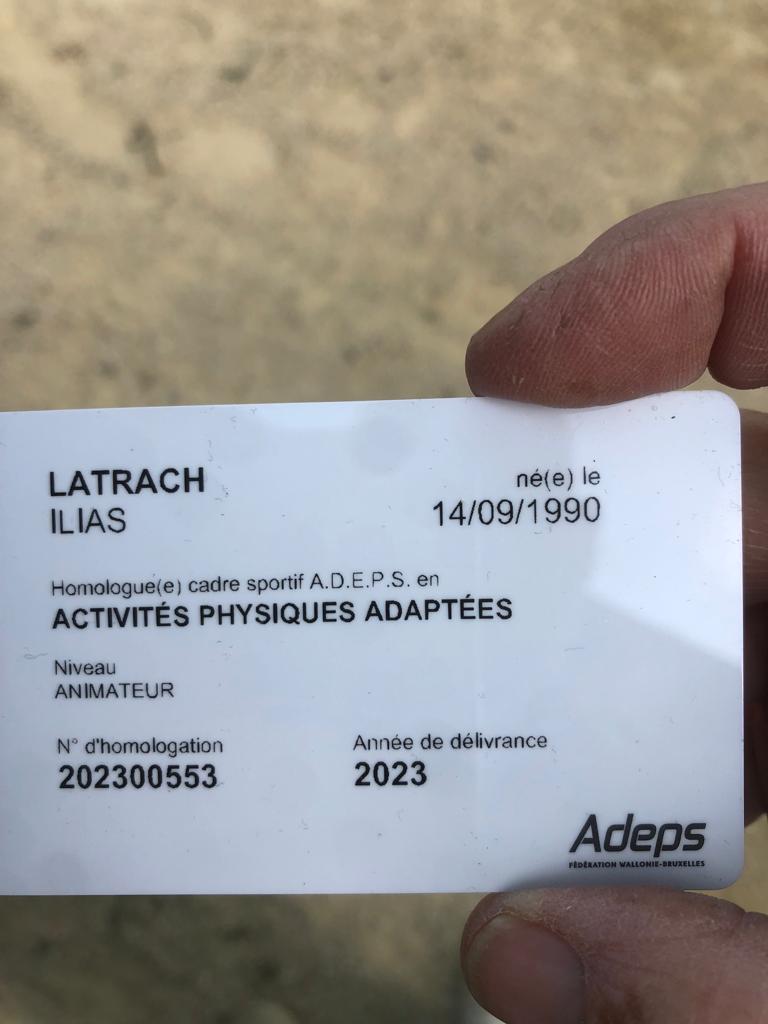 LATRACH
ILIAS
né(e) le
14/09/1990
Homologue(e) cadre sportif A.D.E.P.S. en
ACTIVITÉS PHYSIQUES ADAPTÉES
Niveau
ANIMATEUR
N° d'homologation
202300553
Année de délivrance
2023
Adeps
FÉDÉRATION WALLONIE-BRUXELLES